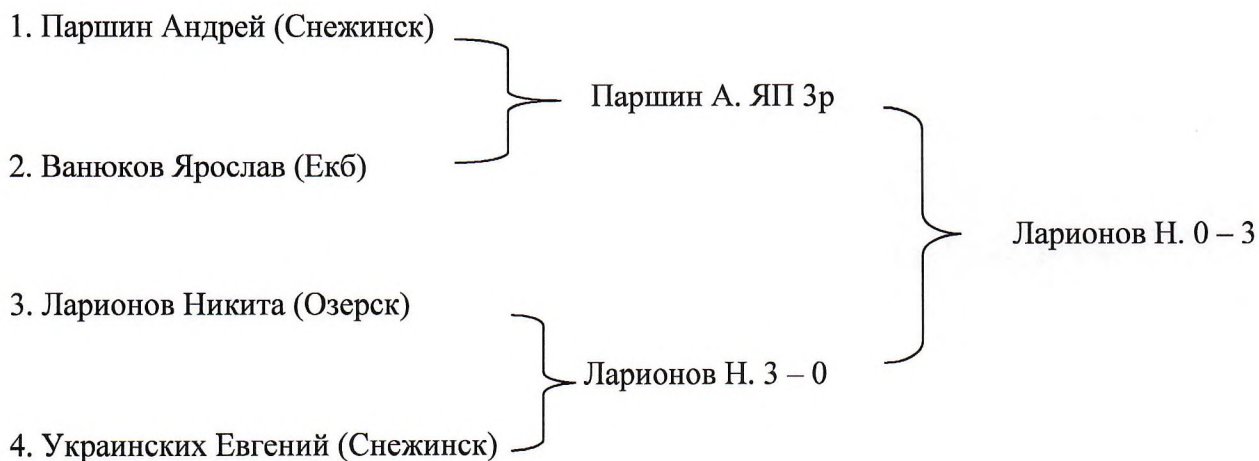 1. Паршин Андрей (Снежинск)
Паршин А. ЯП 3р
2. Ванюков Ярослав (Екб)
Ларионов Н. 0 – 3
3. Ларионов Никита (Озерск)
Ларионов Н. 3 – 0
4. Украинских Евгений (Снежинск)